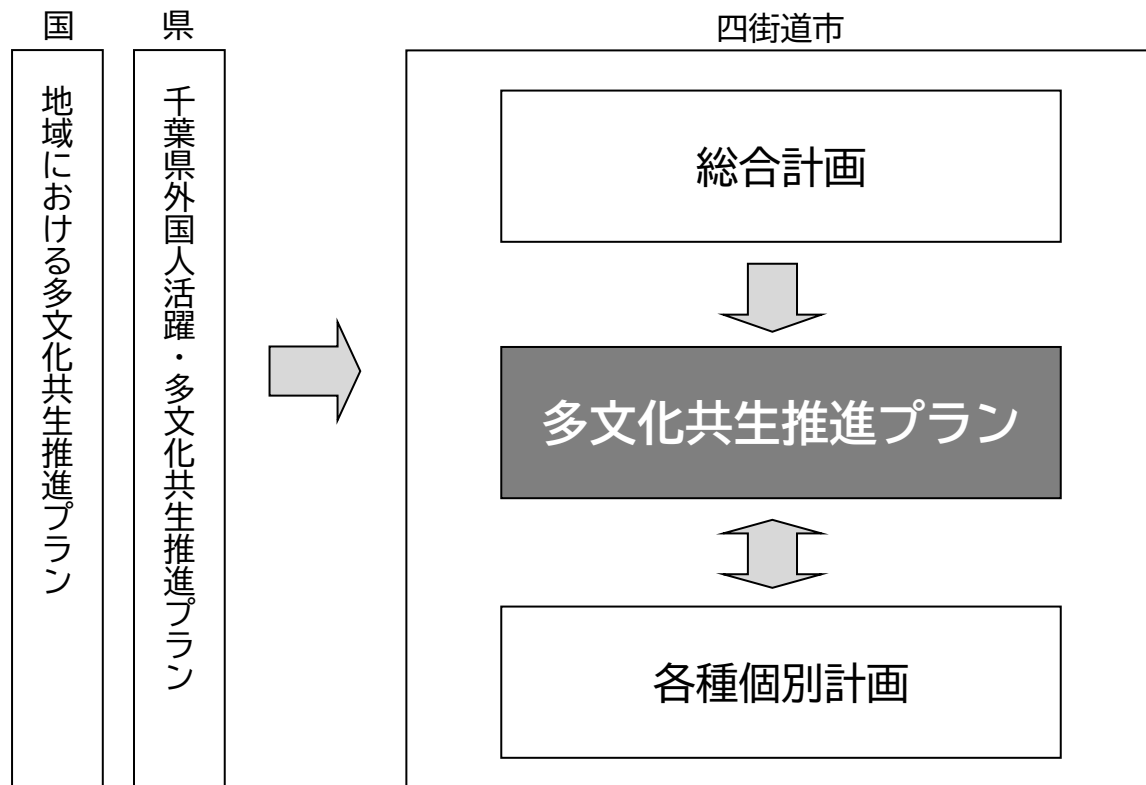 国
地域における多文化共生推進プラン
県
千葉県外国人活躍・多文化共生推進プラン
四街道市
総合計画
多文化共生推進プラン
各種個別計画